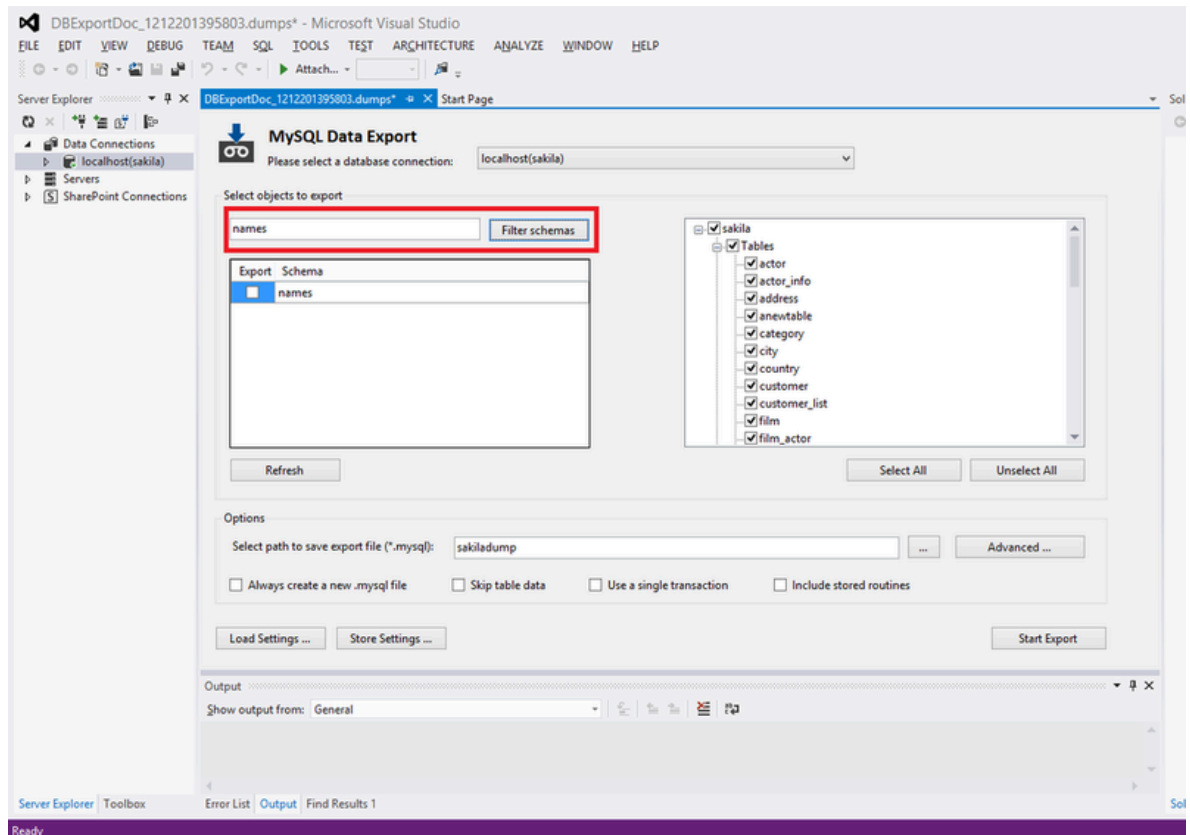 DBExportDoc_1212201395803.dumps* - Microsoft Visual Studio
FILE EDIT VIEW DEBUG TEAM SQL TOOLS TEST ARCHITECTURE ANALYZE WINDOW HELP
Attach...
Server Explorer
DBExportDoc_1212201395803.dumps* Start Page
Sol
Data Connections
localhost(sakila)
Servers
SharePoint Connections
MySQL Data Export
Please select a database connection: localhost(sakila)
Select objects to export
names Filter schemas
Export Schema
names
sakila
Tables
actor
actor_info
address
anewtable
category
city
country
customer
customer_list
film
film_actor
Refresh Select All Unselect All
Options
Select path to save export file (*.mysql): sakiladump ... Advanced ...
Always create a new .mysql file Skip table data Use a single transaction Include stored routines
Load Settings ... Store Settings ... Start Export
Output
Show output from: General
Server Explorer Toolbox Error List Output Find Results 1 Sol
Ready